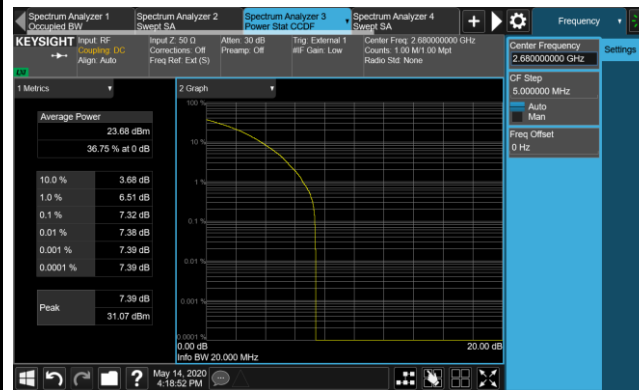 Spectrum Analyzer 1
Occupied BW
Spectrum Analyzer 2
Swept SA
Spectrum Analyzer 3
Power Stat CCDF
Spectrum Analyzer 4
Swept SA
Frequency
KEYSIGHT
Input: RF
Coupling: DC
Align: Auto
Input Z: 50 Ω
Corrections: Off
Freq Ref: Ext (S)
Atten: 30 dB
Preamp: Off
Trig: External 1
#IF Gain: Low
Center Freq: 2.680000000 GHz
Counts: 1.00 M/1.00 Mpt
Radio Std: None
Center Frequency
2.680000000 GHz
Settings
CF Step
5.000000 MHz
Auto
Man
Freq Offset
0 Hz
1 Metrics
Average Power
23.68 dBm
36.75 % at 0 dB
10.0 % 3.68 dB
1.0 % 6.51 dB
0.1 % 7.32 dB
0.01 % 7.38 dB
0.001 % 7.39 dB
0.0001 % 7.39 dB
Peak
7.39 dB
31.07 dBm
2 Graph
100 %
10 %
1 %
0.1 %
0.01 %
0.001 %
0.0001 %
0.00 dB
20.00 dB
Info BW 20.000 MHz
?
May 14, 2020
4:18:52 PM